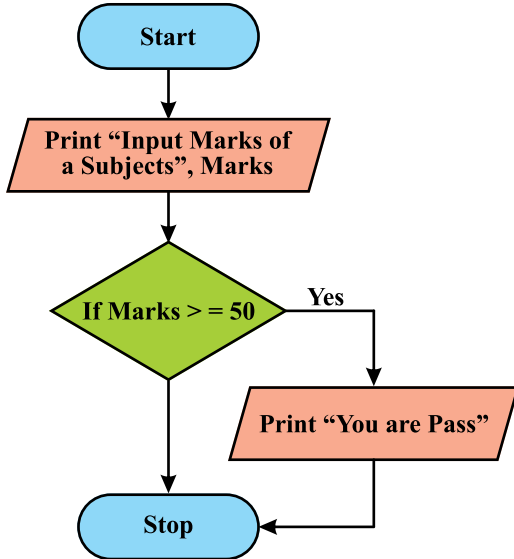 Start
Print “Input Marks of
a Subjects”, Marks
If Marks > = 50
Yes
Print “You are Pass”
Stop